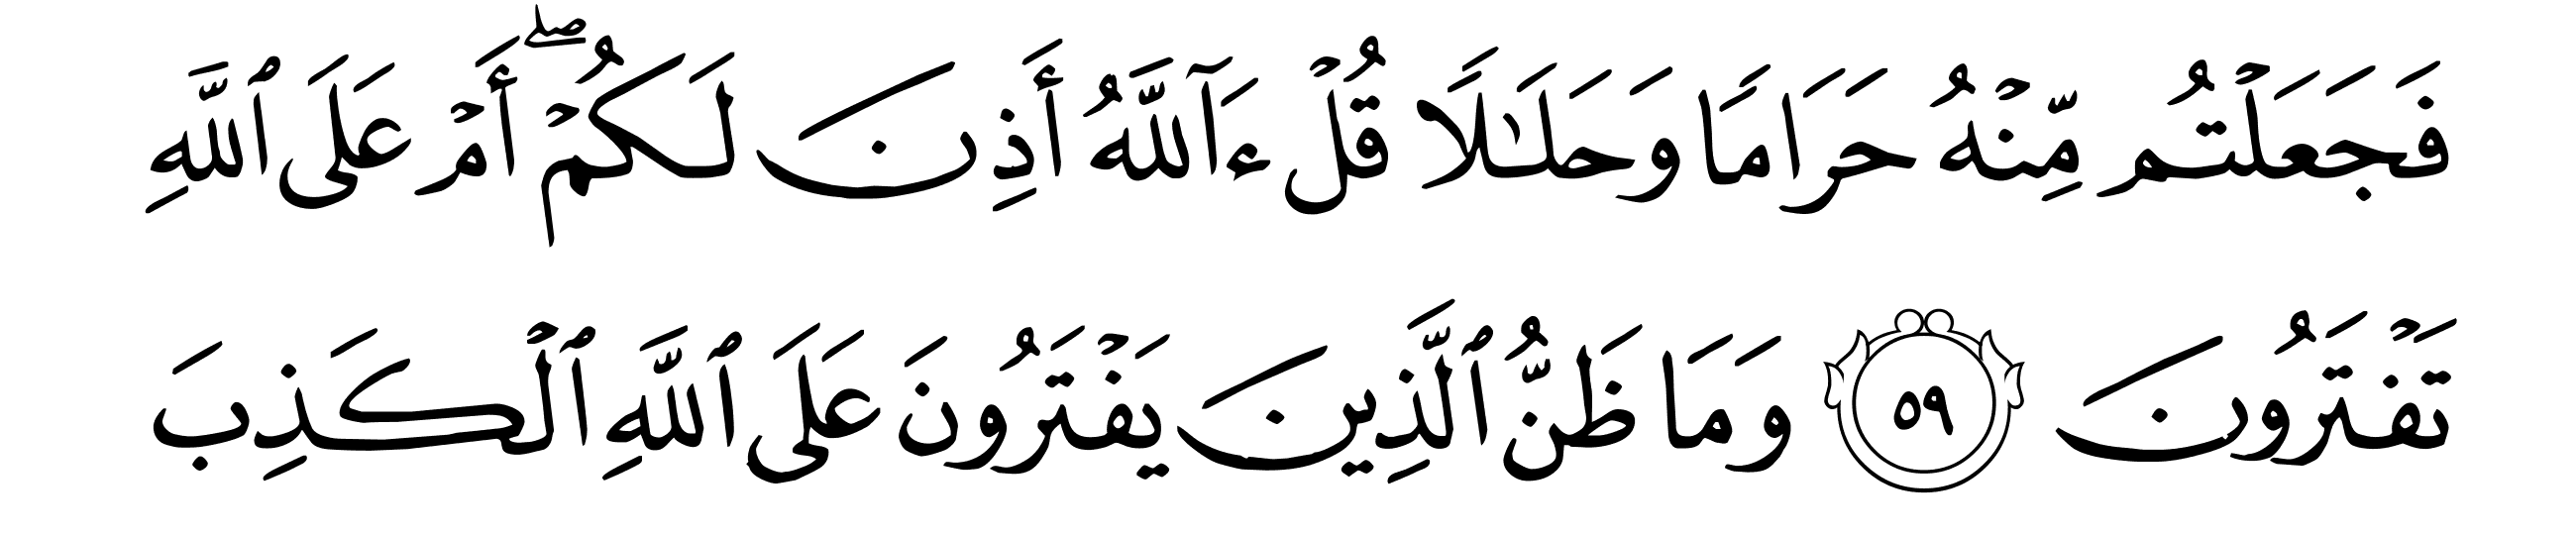 فَجَعَلۡتُم مِّنۡهُ حَرَامٗا وَحَلَٰلٗا قُلۡ ءَآللَّهُ أَذِنَ لَكُمۡۖ أَمۡ عَلَى ٱللَّهِ
تَفۡتَرُونَ ٥٩ وَمَا ظَنُّ ٱلَّذِينَ يَفۡتَرُونَ عَلَى ٱللَّهِ ٱلۡكَذِبَ